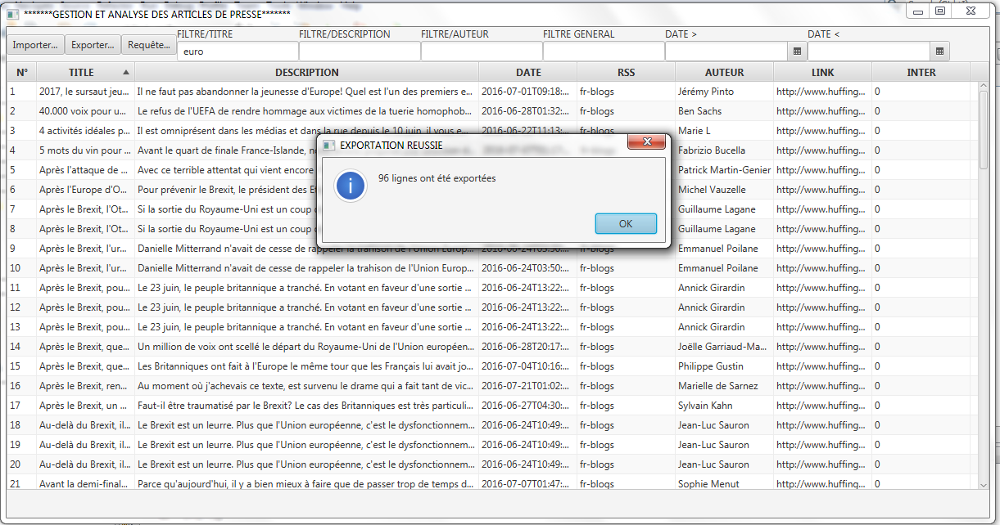 *******GESTION ET ANALYSE DES ARTICLES DE PRESSE*******
Importer... Exporter... Requête... FILTRE/TITRE FILTRE/DESCRIPTION FILTRE/AUTEUR FILTRE GENERAL DATE > DATE <
euro
N° TITLE DESCRIPTION DATE RSS AUTEUR LINK INTER
1 2017, le sursaut jeu... Il ne faut pas abandonner la jeunesse d'Europe! Quel est l'un des premiers e... 2016-07-01T09:18:... fr-blogs Jérémy Pinto http://www.huffing... 0
2 40.000 voix pour u... Le refus de l'UEFA de rendre hommage aux victimes de la tuerie homophob... 2016-06-28T01:32:... fr-blogs Ben Sachs http://www.huffing... 0
3 4 activités idéales p... Il est omniprésent dans les médias et dans la rue depuis le 10 juin, il vous e... 2016-06-22T11:13:... fr-blogs Marie L http://www.huffing... 0
4 5 mots du vin pour ... Avant le quart de finale France-Islande, Fabrizio Bucella http://www.huffing... 0
5 Après l'attaque de ... Avec ce terrible attentat qui vient encore Patrick Martin-Genier http://www.huffing... 0
6 Après l'Europe d'O... Pour prévenir le Brexit, le président des Michel Vauzelle http://www.huffing... 0
7 Après le Brexit, l'Ot... Si la sortie du Royaume-Uni est un coup Guillaume Lagane http://www.huffing... 0
8 Après le Brexit, l'Ot... Si la sortie du Royaume-Uni est un coup Guillaume Lagane http://www.huffing... 0
9 Après le Brexit, l'ur... Danielle Mitterrand n'avait de cesse de rappeler la trahison de l'Union Europ... 2016-06-24T03:50:... fr-blogs Emmanuel Poilane http://www.huffing... 0
10 Après le Brexit, l'ur... Danielle Mitterrand n'avait de cesse de rappeler la trahison de l'Union Europ... 2016-06-24T03:50:... fr-blogs Emmanuel Poilane http://www.huffing... 0
11 Après le Brexit, pou... Le 23 juin, le peuple britannique a tranché. En votant en faveur d'une sortie ... 2016-06-24T13:22:... fr-blogs Annick Girardin http://www.huffing... 0
12 Après le Brexit, pou... Le 23 juin, le peuple britannique a tranché. En votant en faveur d'une sortie ... 2016-06-24T13:22:... fr-blogs Annick Girardin http://www.huffing... 0
13 Après le Brexit, pou... Le 23 juin, le peuple britannique a tranché. En votant en faveur d'une sortie ... 2016-06-24T13:22:... fr-blogs Annick Girardin http://www.huffing... 0
14 Après le Brexit, que... Un million de voix ont scellé le départ du Royaume-Uni de l'Union européen... 2016-06-28T20:17:... fr-blogs Joëlle Garriaud-Ma... http://www.huffing... 0
15 Après le Brexit, que... Les Britanniques ont fait à l'Europe le même tour que les Français lui avait jo... 2016-07-04T10:16:... fr-blogs Philippe Gustin http://www.huffing... 0
16 Après le Brexit, ren... Au moment où j'achevais ce texte, est survenu le drame qui a fait tant de vic... 2016-07-21T01:02:... fr-blogs Marielle de Sarnez http://www.huffing... 0
17 Après le Brexit, un ... Faut-il être traumatisé par le Brexit? Le cas des Britanniques est très particuli... 2016-06-27T04:30:... fr-blogs Sylvain Kahn http://www.huffing... 0
18 Au-delà du Brexit, il... Le Brexit est un leurre. Plus que l'Union européenne, c'est le dysfonctionnem... 2016-06-24T10:49:... fr-blogs Jean-Luc Sauron http://www.huffing... 0
19 Au-delà du Brexit, il... Le Brexit est un leurre. Plus que l'Union européenne, c'est le dysfonctionnem... 2016-06-24T10:49:... fr-blogs Jean-Luc Sauron http://www.huffing... 0
20 Au-delà du Brexit, il... Le Brexit est un leurre. Plus que l'Union européenne, c'est le dysfonctionnem... 2016-06-24T10:49:... fr-blogs Jean-Luc Sauron http://www.huffing... 0
21 Avant la demi-final... Parce qu'aujourd'hui, il y a bien mieux à faire que de passer trop de temps d... 2016-07-07T01:47:... fr-blogs Sophie Menut http://www.huffing... 0
EXPORTATION REUSSIE
96 lignes ont été exportées
OK